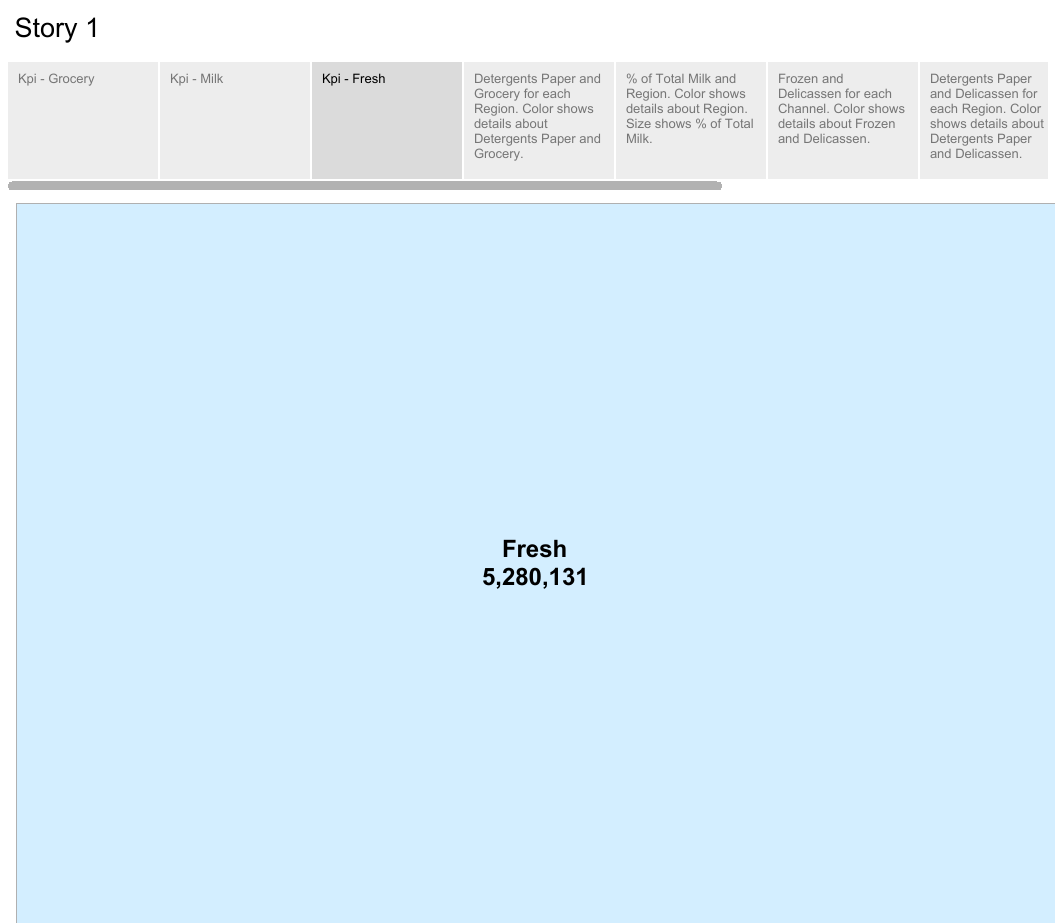 Story 1
Kpi - Grocery
Kpi - Milk
Kpi - Fresh
Detergents Paper and
Grocery for each
Region. Color shows
details about
Detergents Paper and
Grocery.
% of Total Milk and
Region. Color shows
details about Region.
Size shows % of Total
Milk.
Frozen and
Delicassen for each
Channel. Color shows
details about Frozen
and Delicassen.
Detergents Paper
and Delicassen for
each Region. Color
shows details about
Detergents Paper
and Delicassen.
Fresh
5,280,131